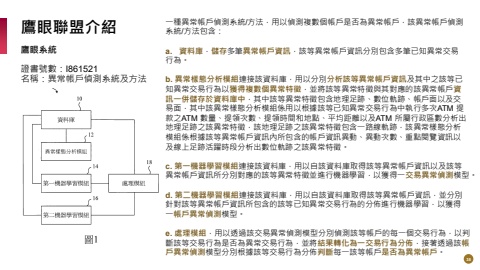 鷹眼聯盟介紹
鷹眼系統
證書號數：I861521
名稱：異常帳戶偵測系統及方法
10
資料庫
12
異常樣態分析模組
14
第一機器學習模組
16
第二機器學習模組
18
處理模組
圖1
一種異常帳戶偵測系統/方法，用以偵測複數個帳戶是否為異常帳戶，該異常帳戶偵測
系統/方法包含：
a. 資料庫，儲存多筆異常帳戶資訊，該等異常帳戶資訊分別包含多筆已知異常交易
行為。
b. 異常樣態分析模組連接該資料庫，用以分別分析該等異常帳戶資訊及其中之該等已
知異常交易行為以獲得複數個異常特徵，並將該等異常特徵與其對應的該異常帳戶資
訊一併儲存於資料庫中，其中該等異常特徵包含地理足跡、數位軌跡、帳戶面以及交
易面，其中該異常樣態分析模組係用以根據該等已知異常交易行為中執行多次ATM 提
款之ATM 數量、提領次數、提領時間和地點、平均距離以及ATM 所屬行政區數分析出
地理足跡之該異常特徵，該地理足跡之該異常特徵包含一路線軌跡，該異常樣態分析
模組係根據該等異常帳戶資訊內所包含的帳戶資訊異動、異動次數、重點關覽資訊以
及線上足跡活躍時段分析出數位軌跡之該異常特徵。
c. 第一機器學習模組連接該資料庫，用以自該資料庫取得該等異常帳戶資訊以及該等
異常帳戶資訊所分別對應的該等異常特徵並進行機器學習，以獲得一交易異常偵測模型。
d. 第二機器學習模組連接該資料庫，用以自該資料庫取得該等異常帳戶資訊，並分別
針對該等異常帳戶資訊所包含的該等已知異常交易行為的分佈進行機器學習，以獲得
一帳戶異常偵測模型。
e. 處理模組，用以透過該交易異常偵測模型分別偵測該等帳戶的每一個交易行為，以判
斷該等交易行為是否為異常交易行為，並將結果轉化為一交易行為分佈，接著透過該帳
戶異常偵測模型分別根據該等交易行為分佈判斷每一該等帳戶是否為異常帳戶。